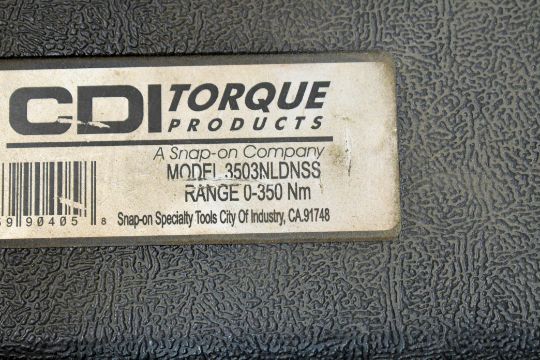 CDI TORQUE
PRODUCTS
A Snap-on Company
MODEL 3503NLDNSS
RANGE 0-350 Nm
90405 8
Snap-on Specialty Tools City Of Industry, CA.91748